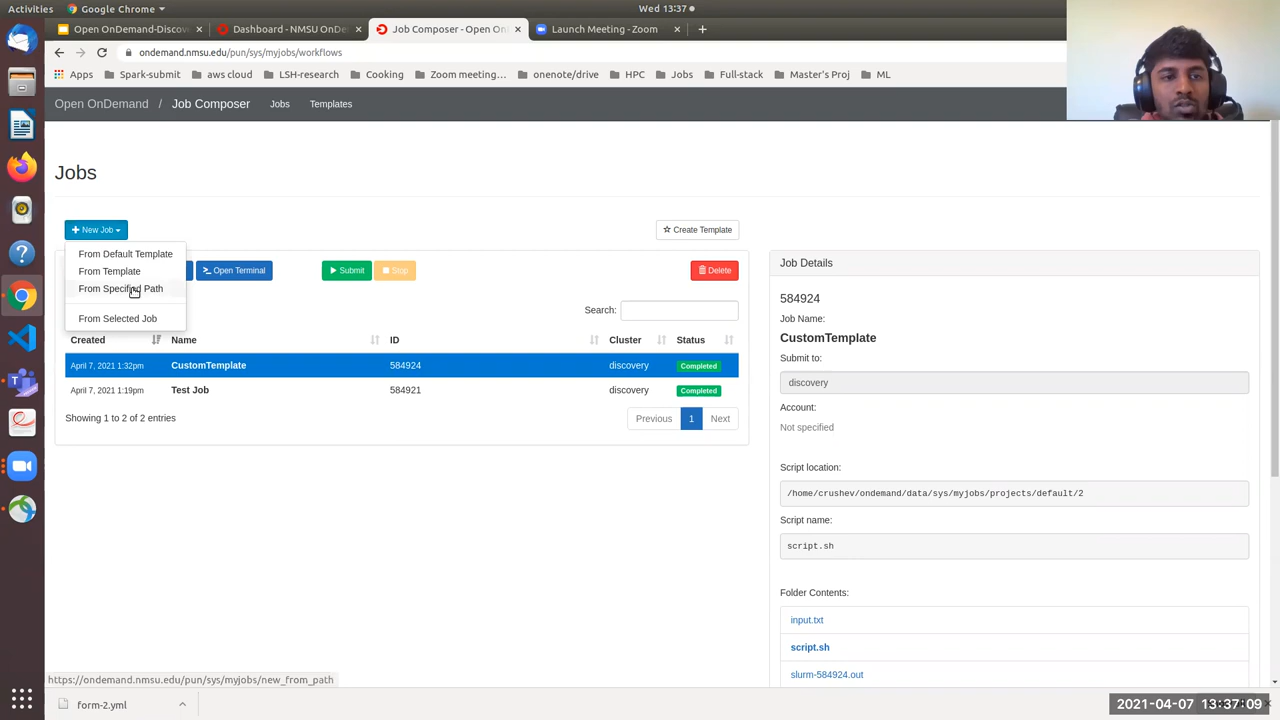 Activities
Google Chrome
Wed 13:37
Open OnDemand-Discov
Dashboard - NMSU OnDe
Job Composer - Open On
Launch Meeting - Zoom
ondemand.nmsu.edu/pun/sys/myjobs/workflows
Apps
Spark-submit
aws cloud
LSH-research
Cooking
Zoom meeting...
onenote/drive
HPC
Jobs
Full-stack
Master's Proj
ML
Open OnDemand / Job Composer Jobs Templates
Jobs
+ New Job
Create Template
From Default Template
From Template
From Specified Path
From Selected Job
Open Terminal
Submit
Stop
Delete
Search:
Created Name ID Cluster Status
April 7, 2021 1:32pm CustomTemplate 584924 discovery Completed
April 7, 2021 1:19pm Test Job 584921 discovery Completed
Showing 1 to 2 of 2 entries
Previous 1 Next
Job Details
584924
Job Name:
CustomTemplate
Submit to:
discovery
Account:
Not specified
Script location:
/home/crushev/ondemand/data/sys/myjobs/projects/default/2
Script name:
script.sh
Folder Contents:
input.txt
script.sh
slurm-584924.out
https://ondemand.nmsu.edu/pun/sys/myjobs/new_from_path
form-2.yml
2021-04-07 13:37:09